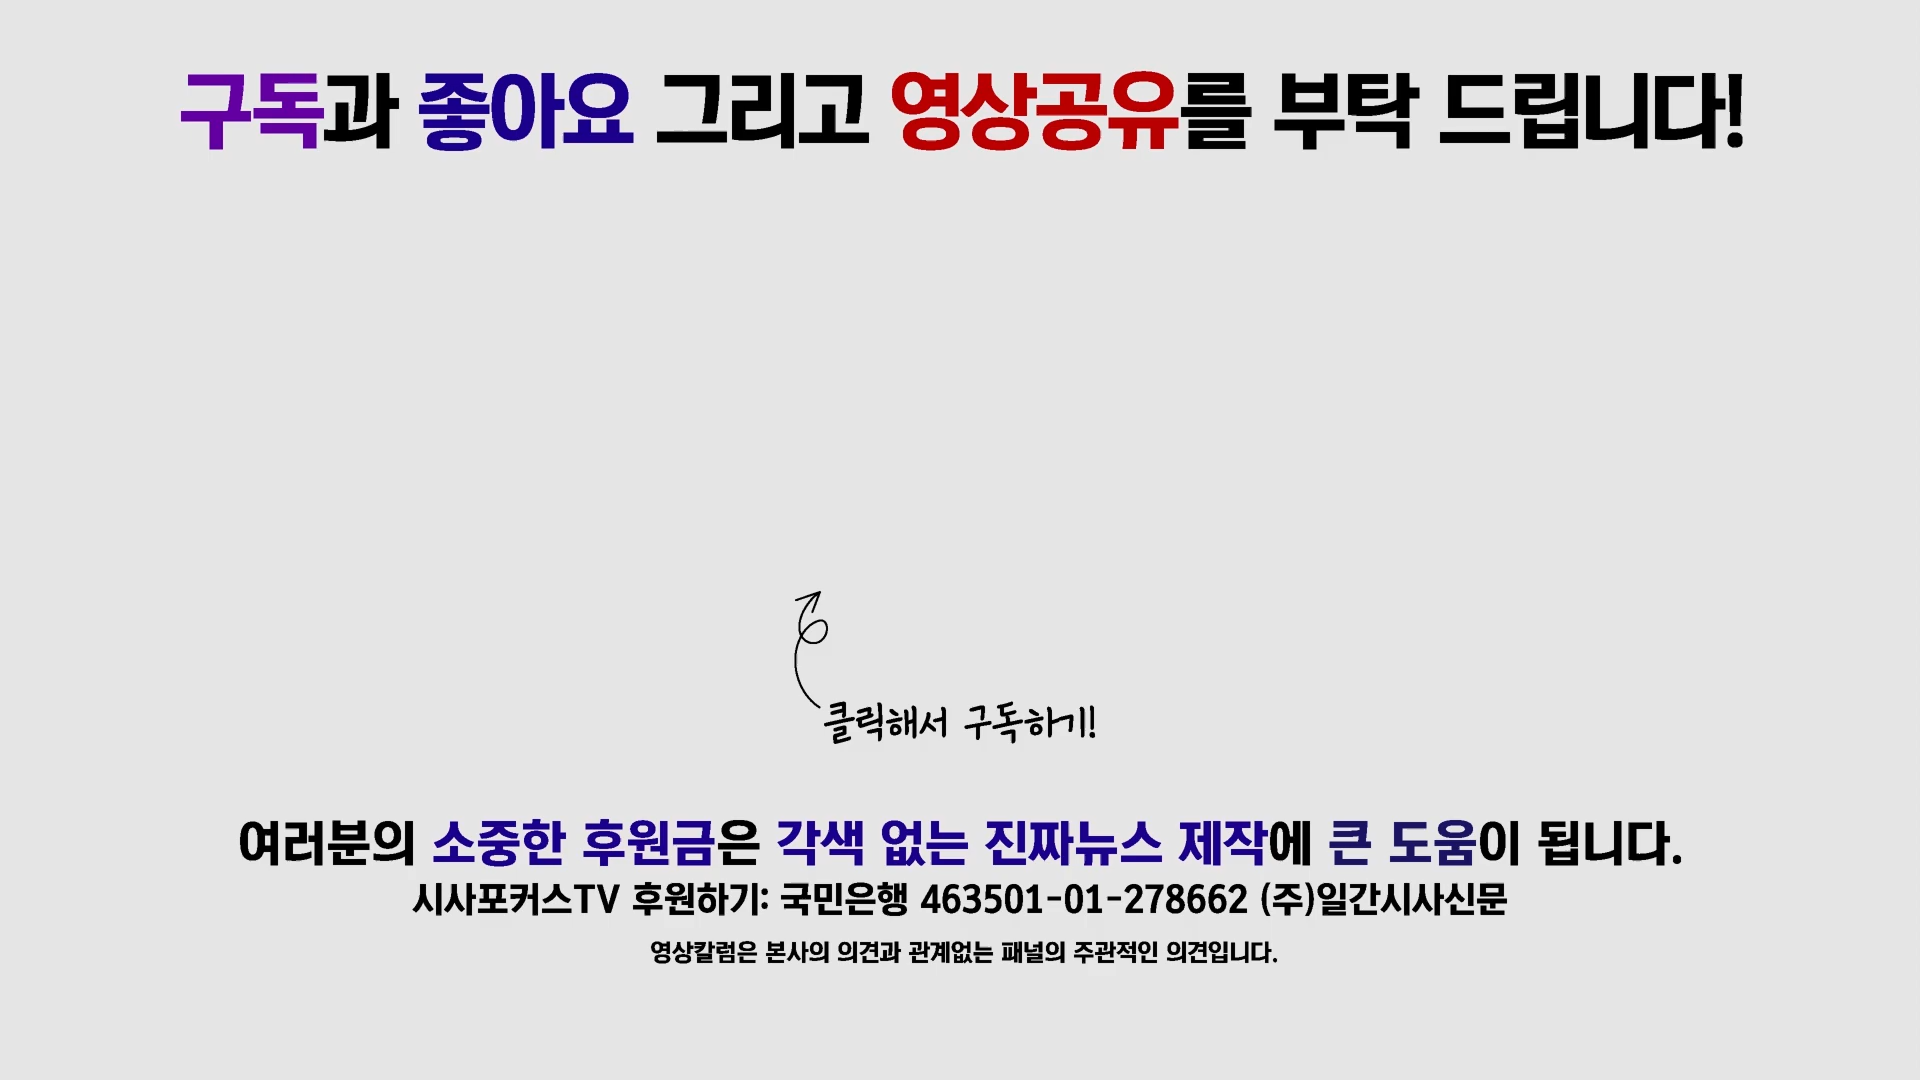 구독과 좋아요 그리고 영상공유를 부탁 드립니다!
클릭해서 구독하기!
여러분의 소중한 후원금은 각색 없는 진짜뉴스 제작에 큰 도움이 됩니다.
시사포커스TV 후원하기: 국민은행 463501-01-278662 (주)일간시사신문
영상칼럼은 본사의 의견과 관계없는 패널의 주관적인 의견입니다.